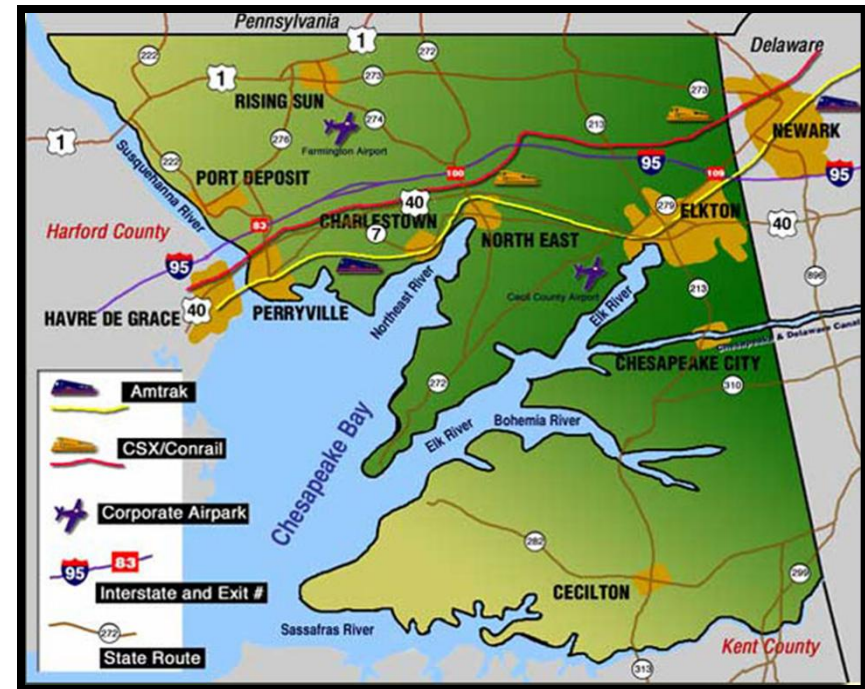 Pennsylvania
Delaware
1
222
272
1
273
273
RISING SUN
274
213
NEWARK
1
276
Farmington Airport
222
Susquehanna River
100
95
109
95
PORT DEPOSIT
40
279
ELKTON
Harford County
83
CHARLESTOWN
7
NORTH EAST
40
95
Cecil County Airport
213
896
40
HAVRE DE GRACE
PERRYVILLE
Northeast River
Elk River
Chesapeake & Delaware Canal
CHESAPEAKE CITY
272
310
Amtrak
Elk River
Bohemia River
CSX/Conrail
Chesapeake Bay
Corporate Airpark
282
95
83
CECILTON
299
Interstate and Exit #
Sassafras River
Kent County
272
State Route
313